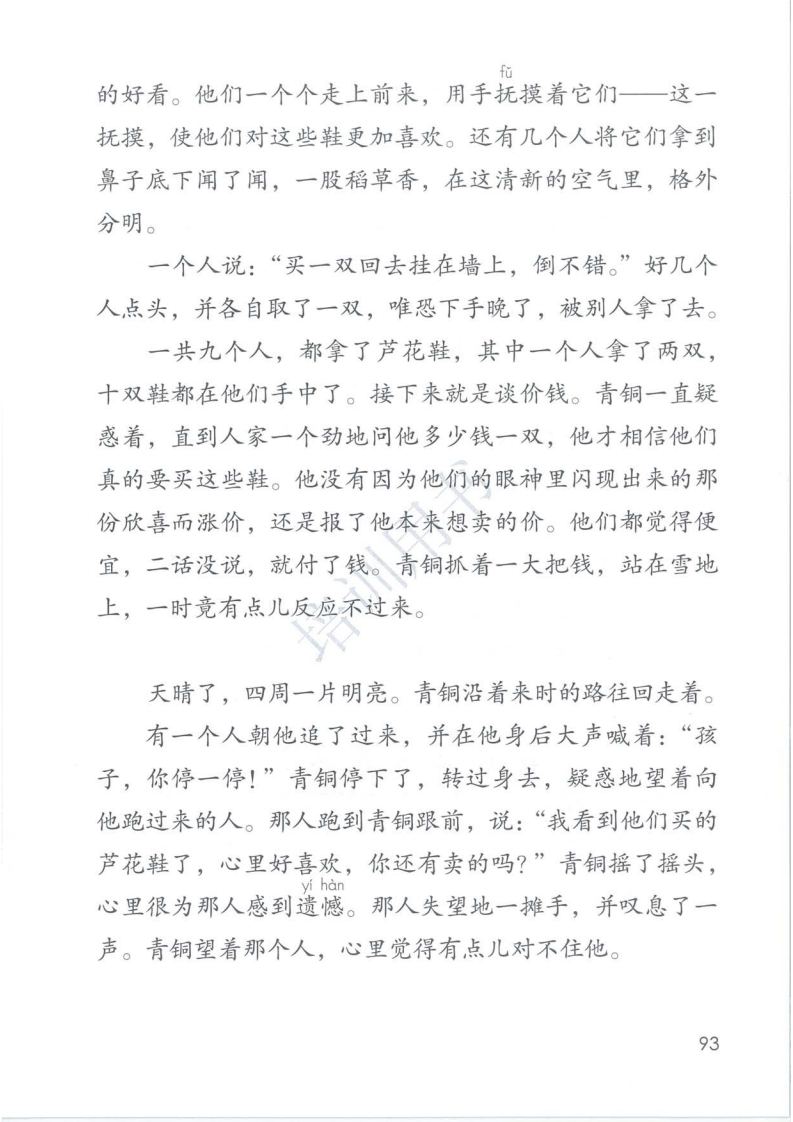 fǔ
的好看。他们一个个走上前来，用手抚摸着它们——这一
抚摸，使他们对这些鞋更加喜欢。还有几个人将它们拿到
鼻子底下闻了闻，一股稻草香，在这清新的空气里，格外
分明。
一个人说：“买一双回去挂在墙上，倒不错。”好几个
人点头，并各自取了一双，唯恐下手晚了，被别人拿了去。
一共九个人，都拿了芦花鞋，其中一个人拿了两双，
十双鞋都在他们手中了。接下来就是谈价钱。青铜一直疑
惑着，直到人家一个劲地问他多少钱一双，他才相信他们
真的要买这些鞋。他没有因为他们的眼神里闪现出来的那
份欣喜而涨价，还是报了他本来想卖的价。他们都觉得便
宜，二话没说，就付了钱。青铜抓着一大把钱，站在雪地
上，一时竟有点儿反应不过来。
培训用书
天晴了，四周一片明亮。青铜沿着来时的路往回走着。
有一个人朝他追了过来，并在他身后大声喊着：“孩
子，你停一停！”青铜停下了，转过身去，疑惑地望着向
他跑过来的人。那人跑到青铜跟前，说：“我看到他们买的
芦花鞋了，心里好喜欢，你还有卖的吗？”青铜摇了摇头，
yí hàn
心里很为那人感到遗憾。那人失望地一摊手，并叹息了一
声。青铜望着那个人，心里觉得有点儿对不住他。
93